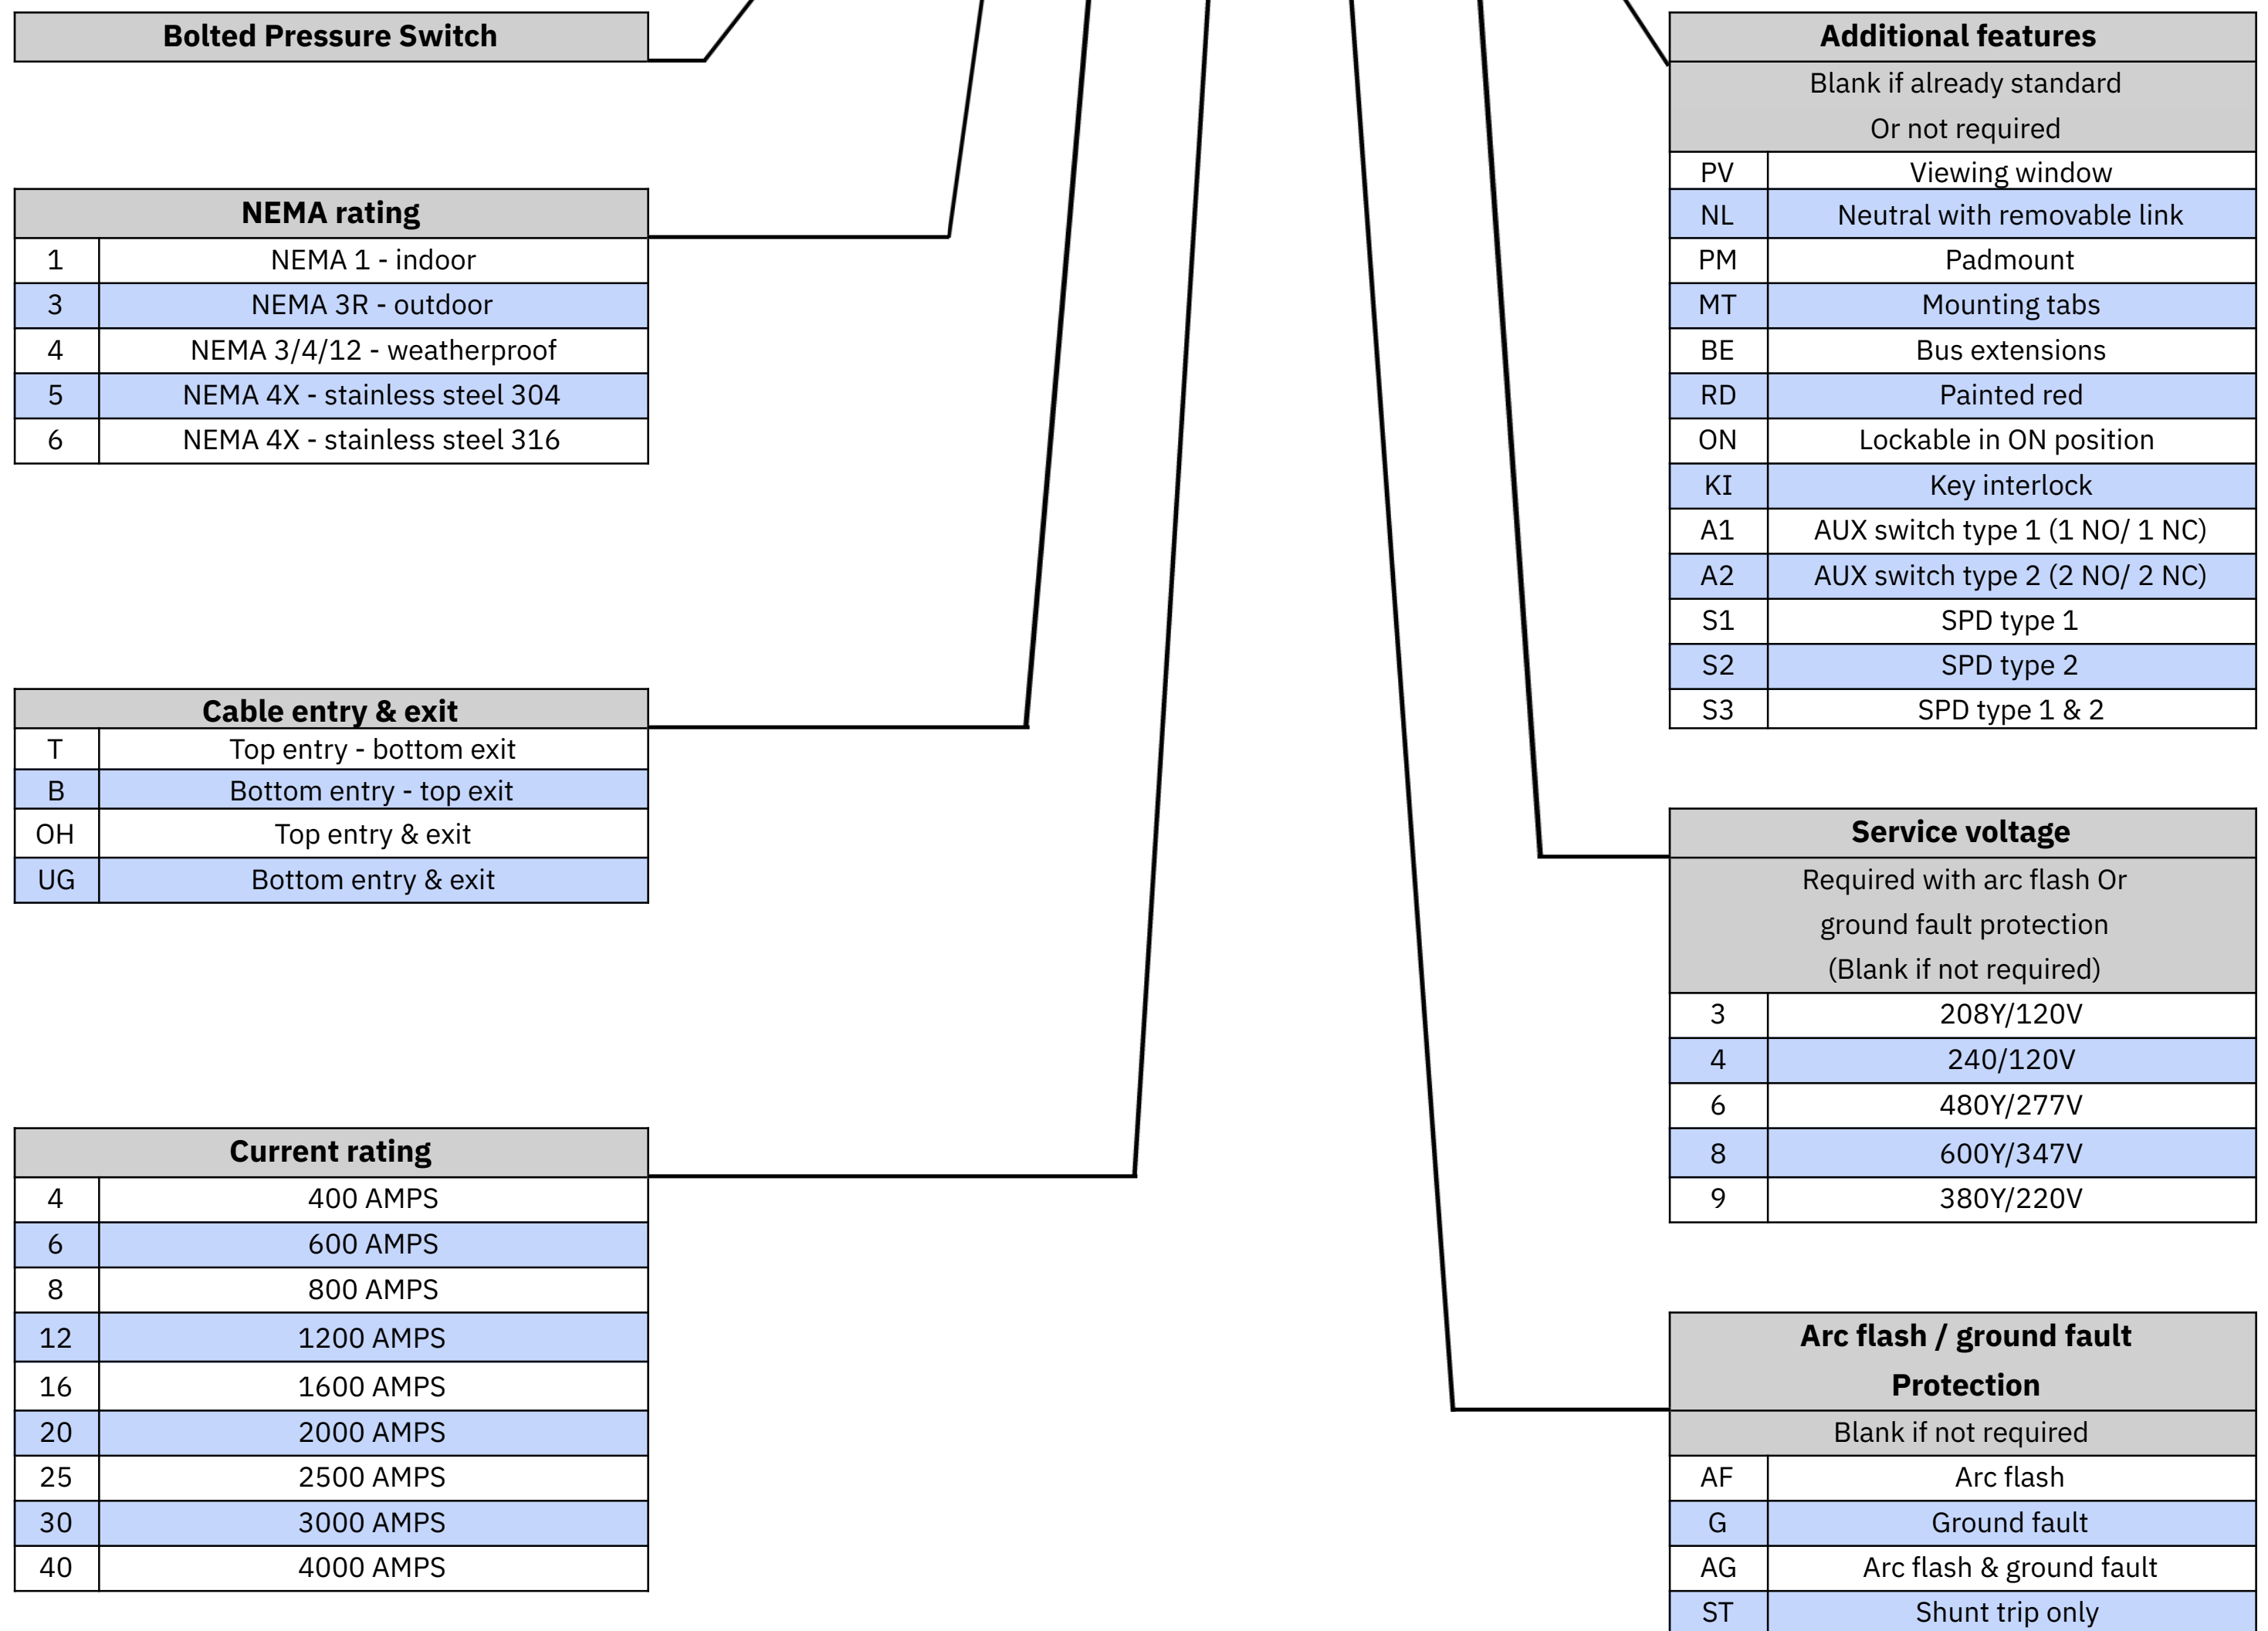 Bolted Pressure Switch
NEMA rating
1 NEMA 1 - indoor
3 NEMA 3R - outdoor
4 NEMA 3/4/12 - weatherproof
5 NEMA 4X - stainless steel 304
6 NEMA 4X - stainless steel 316
Cable entry & exit
T Top entry - bottom exit
B Bottom entry - top exit
OH Top entry & exit
UG Bottom entry & exit
Current rating
4 400 AMPS
6 600 AMPS
8 800 AMPS
12 1200 AMPS
16 1600 AMPS
20 2000 AMPS
25 2500 AMPS
30 3000 AMPS
40 4000 AMPS
Additional features
Blank if already standard
Or not required
PV Viewing window
NL Neutral with removable link
PM Padmount
MT Mounting tabs
BE Bus extensions
RD Painted red
ON Lockable in ON position
KI Key interlock
A1 AUX switch type 1 (1 NO/ 1 NC)
A2 AUX switch type 2 (2 NO/ 2 NC)
S1 SPD type 1
S2 SPD type 2
S3 SPD type 1 & 2
Service voltage
Required with arc flash Or
ground fault protection
(Blank if not required)
3 208Y/120V
4 240/120V
6 480Y/277V
8 600Y/347V
9 380Y/220V
Arc flash / ground fault
Protection
Blank if not required
AF Arc flash
G Ground fault
AG Arc flash & ground fault
ST Shunt trip only